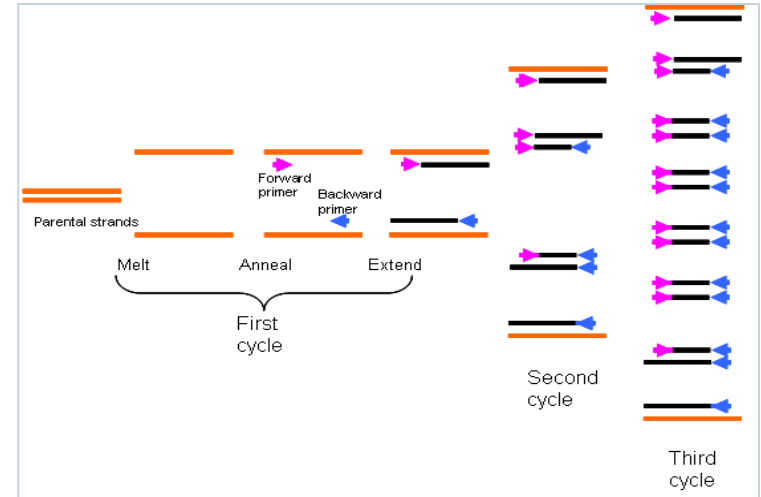 Forward
primer
Backward
primer
Parental strands
Melt
Anneal
Extend
First
cycle
Second
cycle
Third
cycle